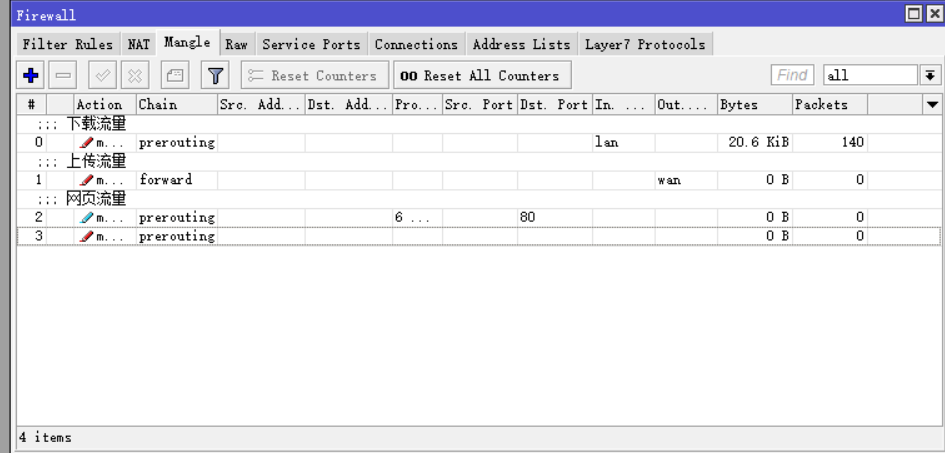 Firewall
Filter Rules NAT Mangle Raw Service Ports Connections Address Lists Layer7 Protocols
Reset Counters 00 Reset All Counters Find all
# Action Chain Src. Add... Dst. Add... Pro... Src. Port Dst. Port In. ... Out.... Bytes Packets
::: 下载流量
0 m... prerouting lan 20.6 KiB 140
::: 上传流量
1 m... forward wan 0 B 0
::: 网页流量
2 m... prerouting 6 ... 80 0 B 0
3 m... prerouting 0 B 0
4 items